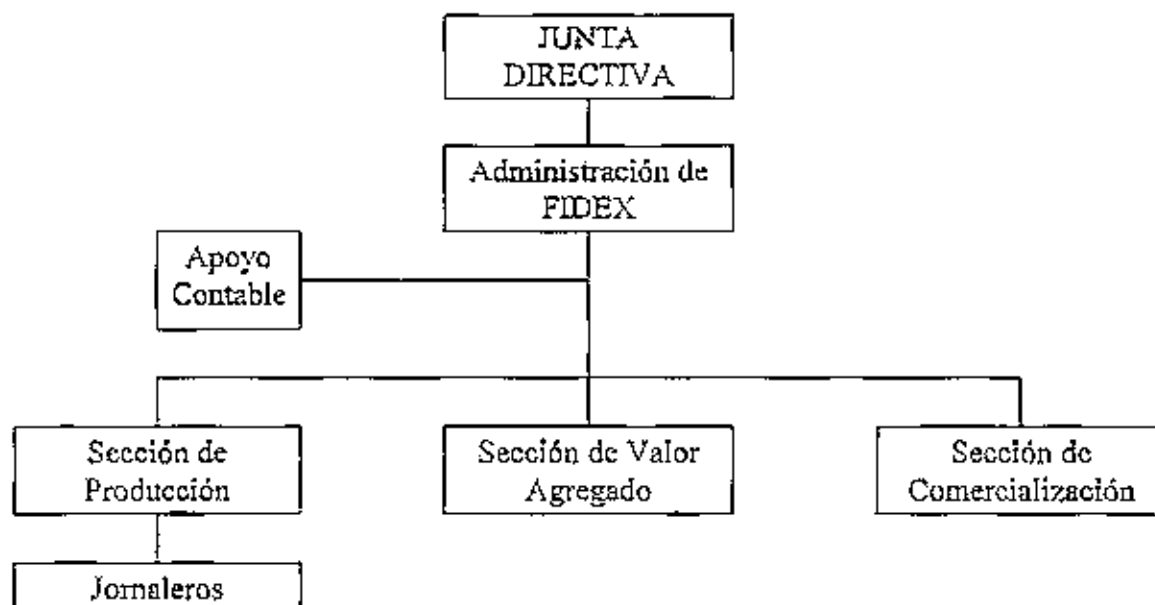 JUNTA
DIRECTIVA
Administración de
FIDEX
Apoyo
Contable
Sección de
Producción
Sección de Valor
Agregado
Sección de
Comercialización
Jornaleros